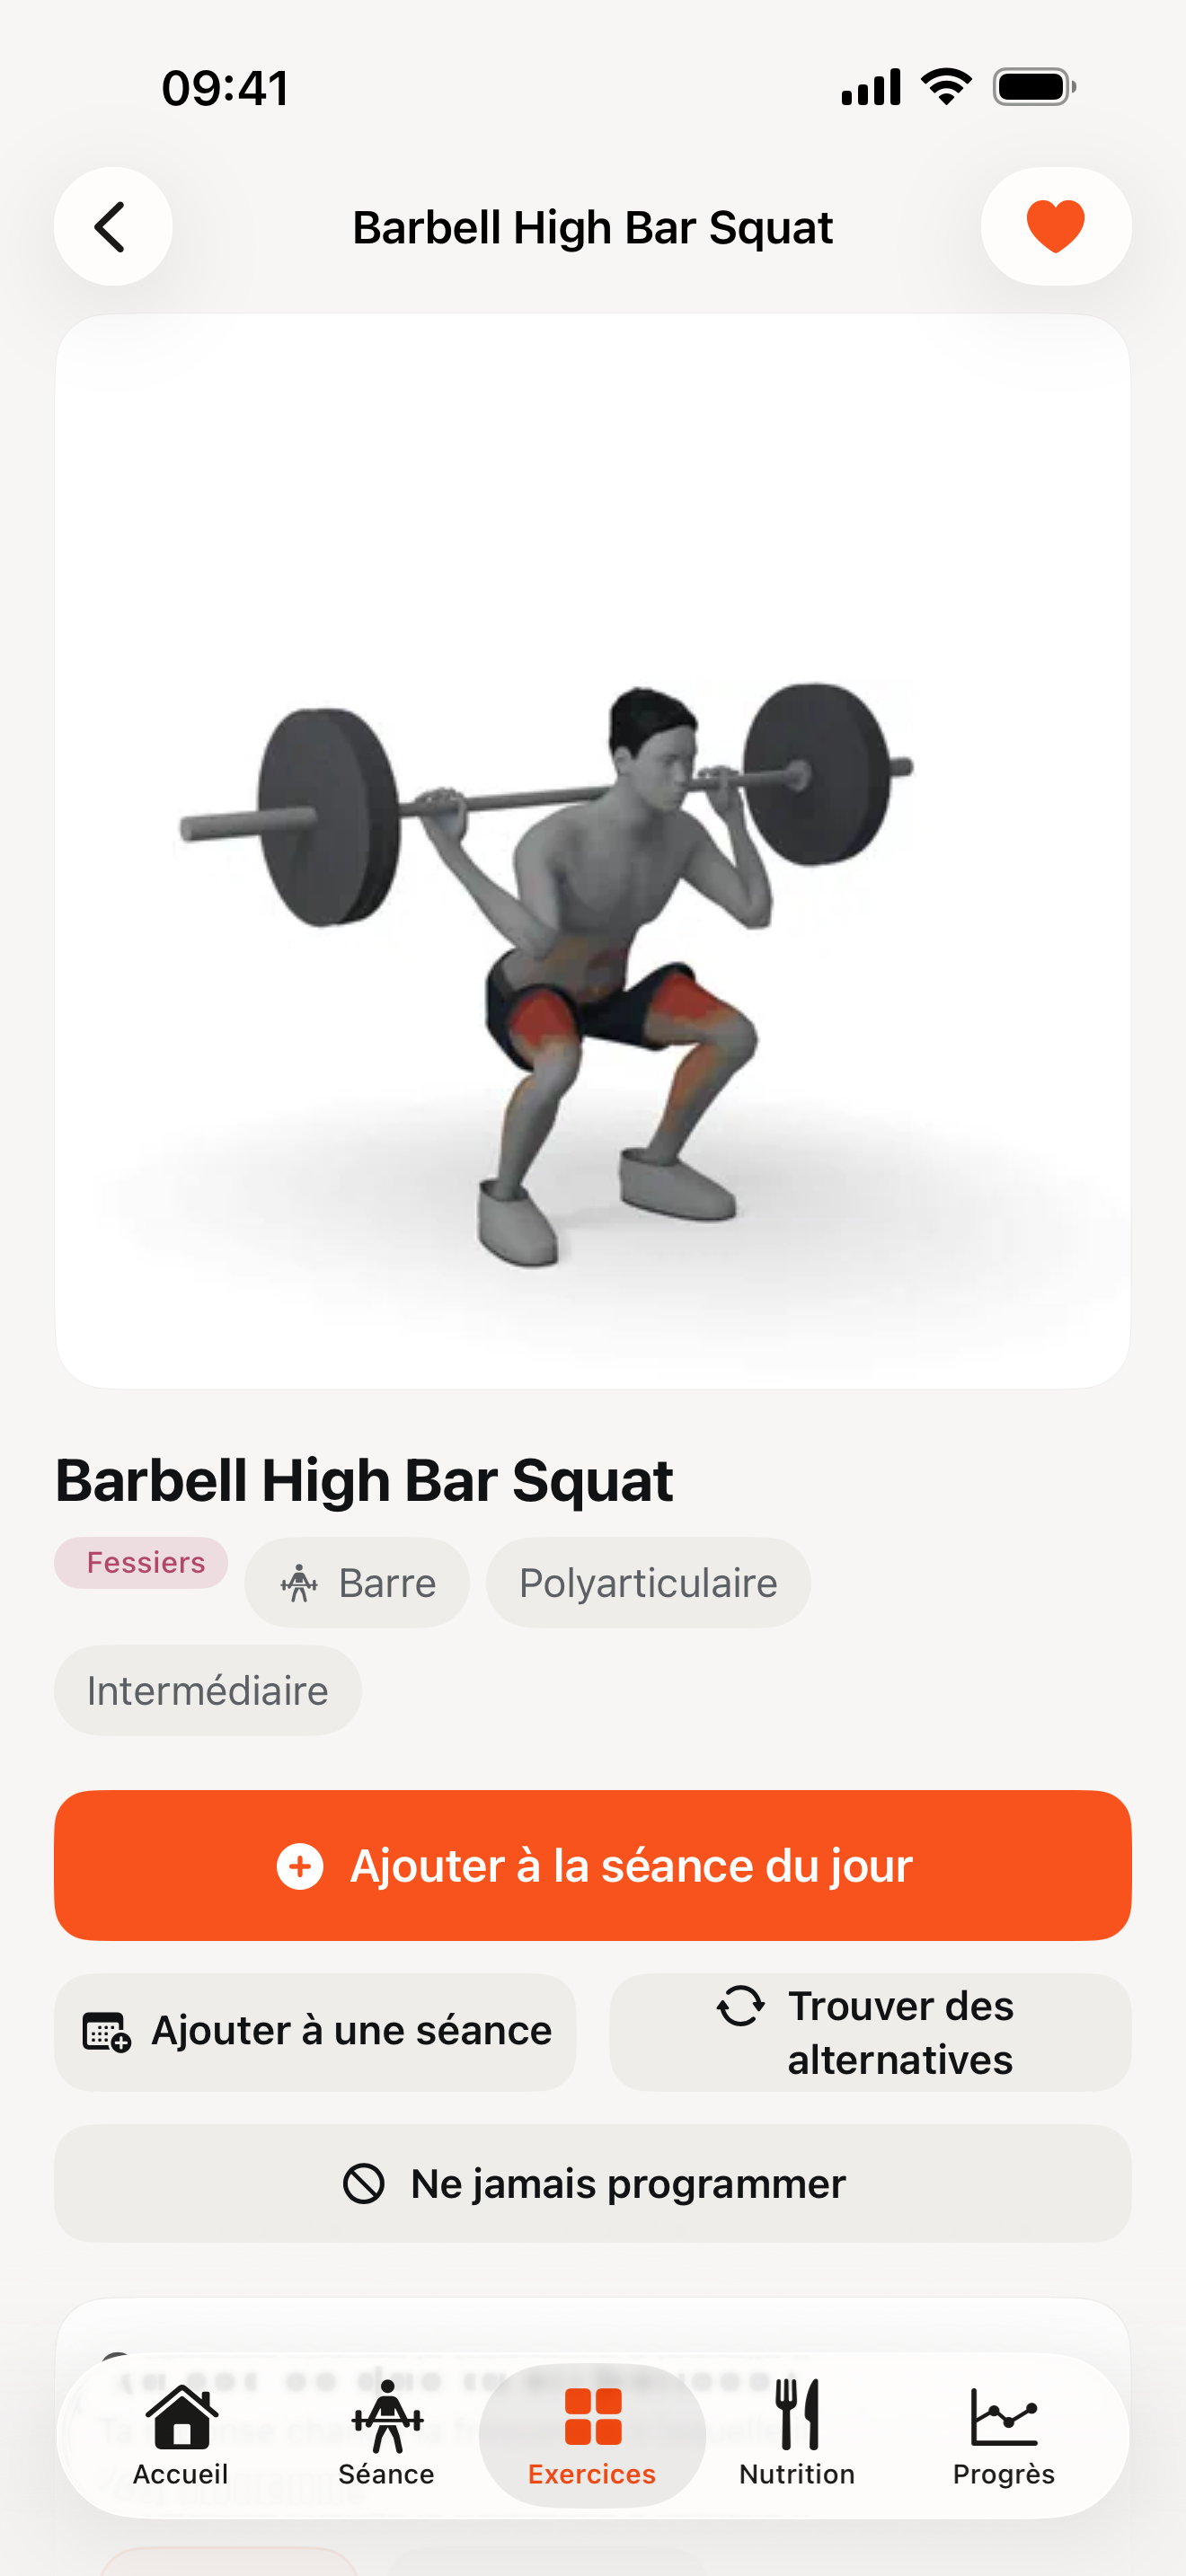 09:41
Barbell High Bar Squat
Barbell High Bar Squat
Fessiers
Barre
Polyarticulaire
Intermédiaire
Ajouter à la séance du jour
Ajouter à une séance
Trouver des
alternatives
Ne jamais programmer
Accueil
Séance
Exercices
Nutrition
Progrès